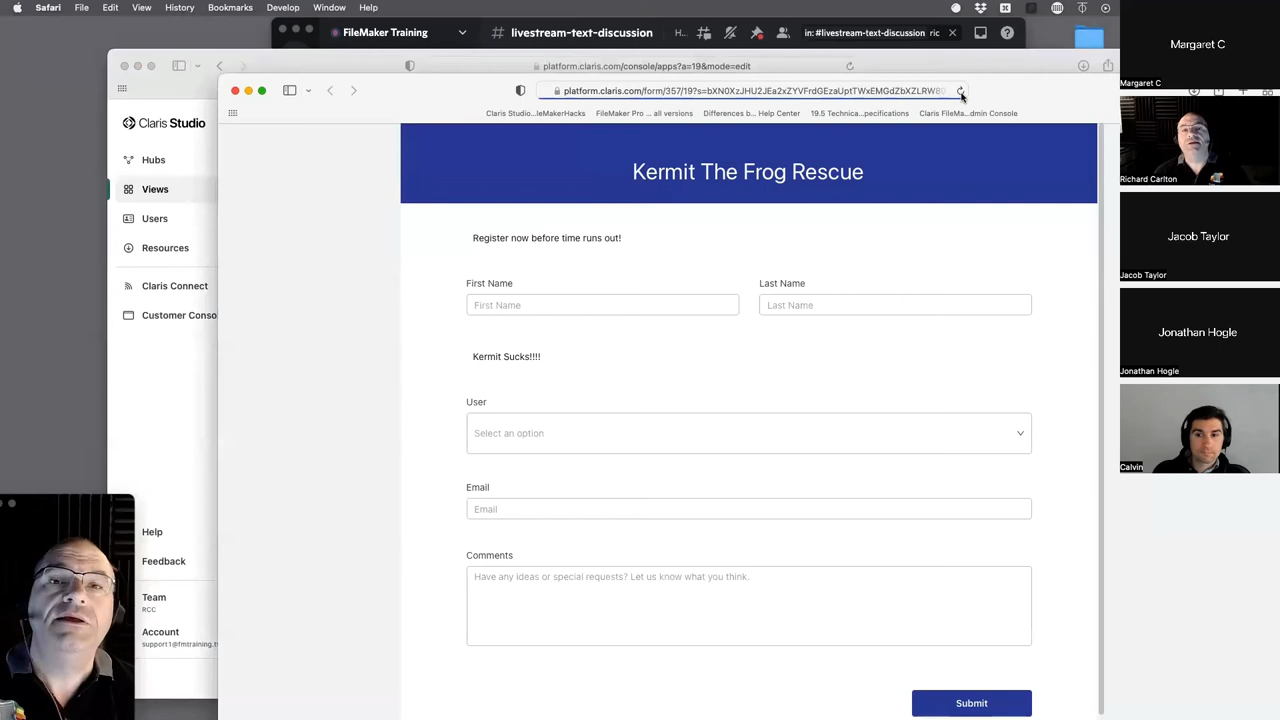 Safari File Edit View History Bookmarks Develop Window Help
FileMaker Training
livestream-text-discussion
in: #livestream-text-discussion ric
platform.claris.com/console/apps?a=19&mode=edit
platform.claris.com/form/357/19?s=
Claris Studio...leMakerHacks FileMaker Pro ... all versions Differences b... Help Center 19.5 Technica...pecifications Claris FileMa...dmin Console
Claris Studio
Hubs
Views
Users
Resources
Claris Connect
Customer Conso
Help
Feedback
Team
RCC
Account
support1@fmtraining.t
Kermit The Frog Rescue
Register now before time runs out!
First Name Last Name
First Name Last Name
Kermit Sucks!!!!
User
Select an option
Email
Email
Comments
Have any ideas or special requests? Let us know what you think.
Submit
Margaret C
Margaret C
Richard Carlton
Jacob Taylor
Jacob Taylor
Jonathan Hogle
Jonathan Hogle
Calvin